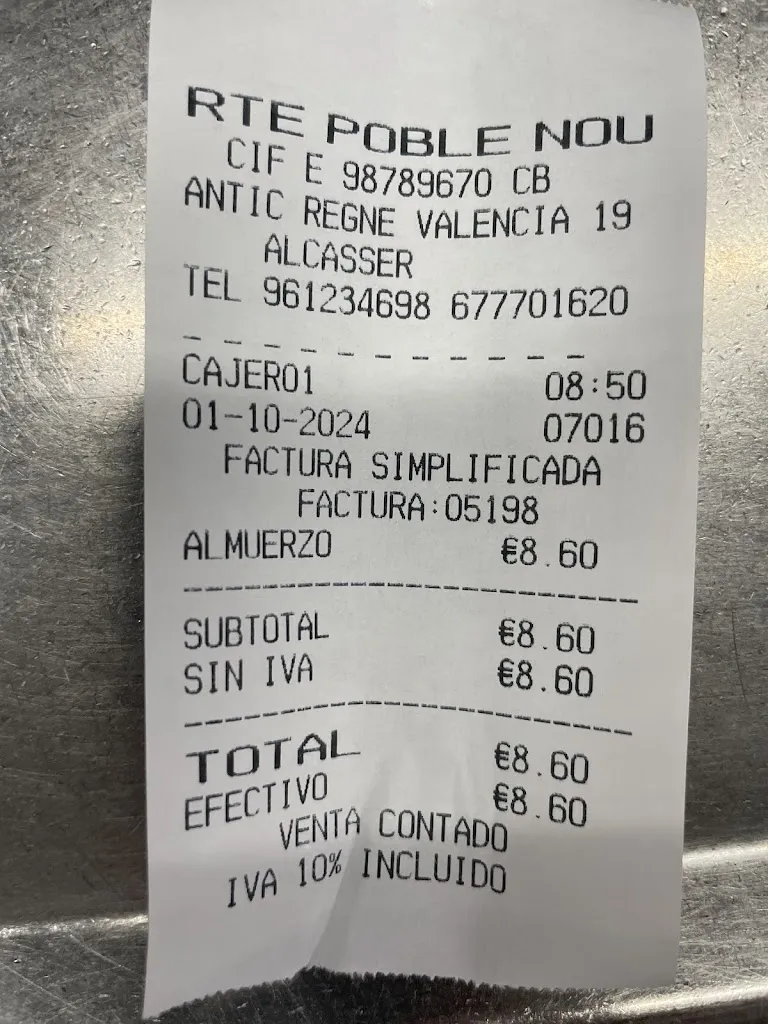 RTE POBLE NOU
CIF E 98789670 CB
ANTIC REGNE VALENCIA 19
ALCASSER
TEL 961234698 677701620
CAJERO1 08:50
01-10-2024 07016
FACTURA SIMPLIFICADA
FACTURA:05198
ALMUERZO €8.60
SUBTOTAL €8.60
SIN IVA €8.60
TOTAL €8.60
EFECTIVO €8.60
VENTA CONTADO
IVA 10% INCLUIDO